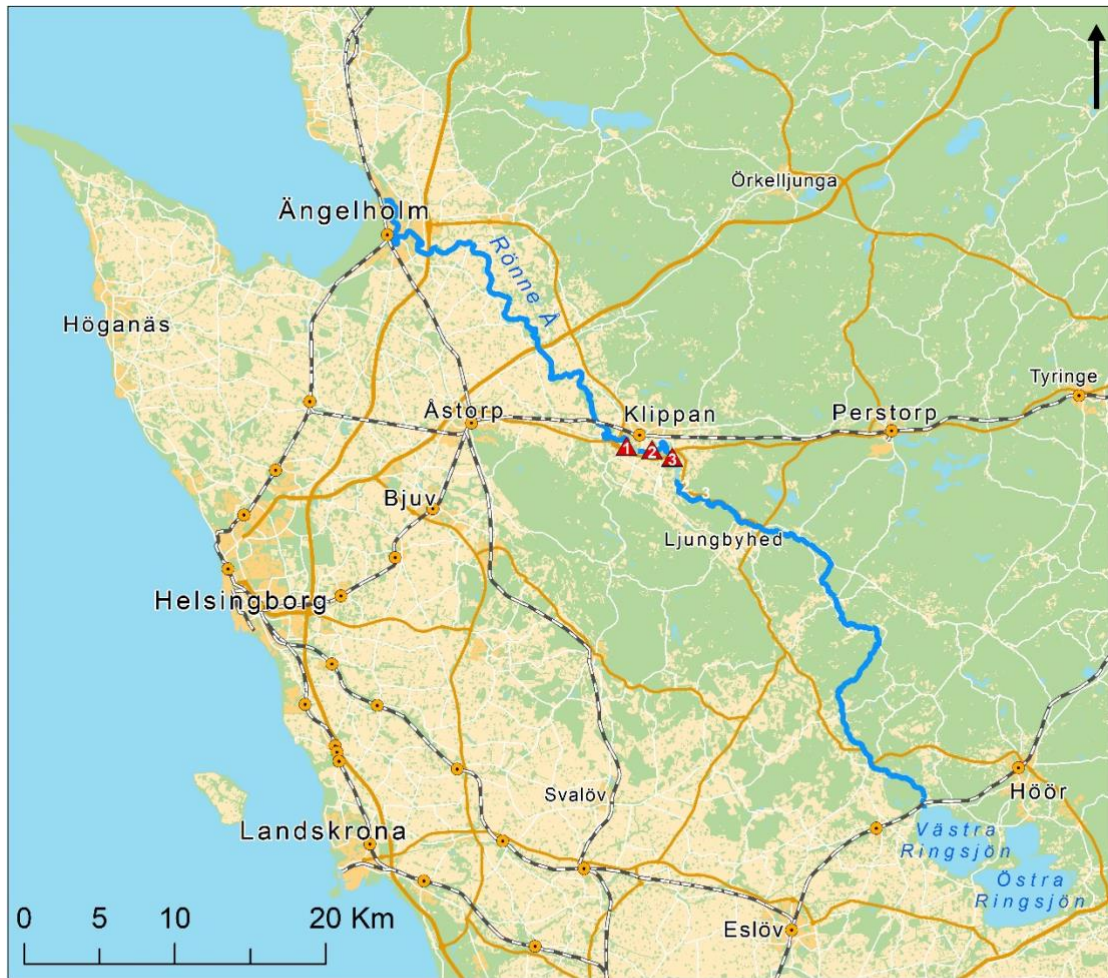 Örkelljunga
Ängelholm
Rönne Å
Höganäs
Tyringe
Åstorp
Klippan
Perstorp
1
2
3
Bjuv
Ljungbyhed
Helsingborg
Höör
Svalöv
Landskrona
Västra
Ringsjön
Östra
Ringsjön
0 5 10 20 Km
Eslöv